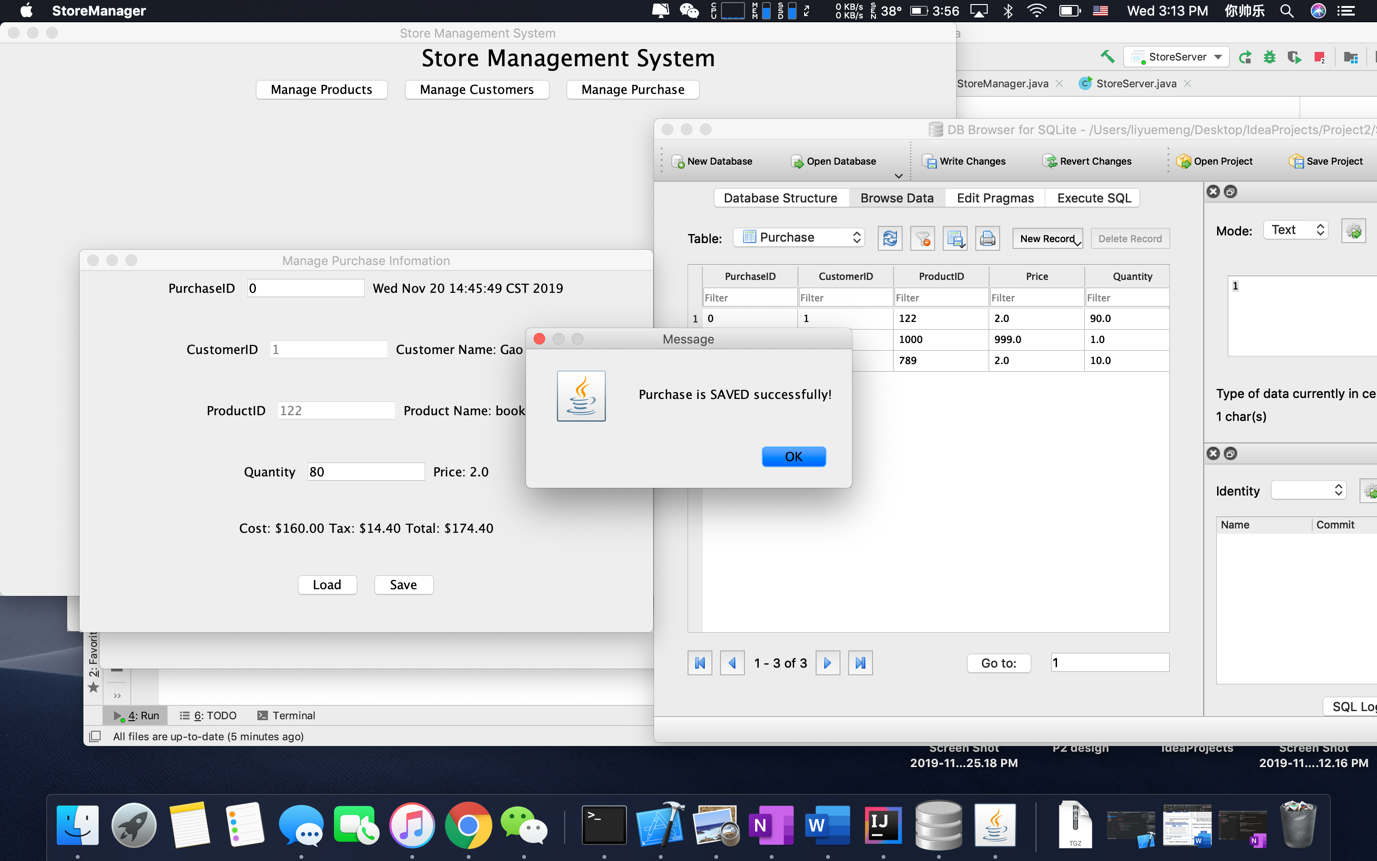 StoreManager
CPU
MEM
SSD
0 KB/s
0 KB/s
SEN
38°
3:56
Wed 3:13 PM
你帅乐
Store Management System
Store Management System
Manage Products
Manage Customers
Manage Purchase
a
StoreServer
StoreManager.java
StoreServer.java
DB Browser for SQLite - /Users/liyuemeng/Desktop/IdeaProjects/Project2/S
New Database
Open Database
Write Changes
Revert Changes
Open Project
Save Project
Database Structure
Browse Data
Edit Pragmas
Execute SQL
Table:
Purchase
New Record
Delete Record
PurchaseID
CustomerID
ProductID
Price
Quantity
Filter
Filter
Filter
Filter
Filter
1
0
1
122
2.0
90.0
1000
999.0
1.0
789
2.0
10.0
1 - 3 of 3
Go to:
1
Mode:
Text
1
Type of data currently in ce
1 char(s)
Identity
Name
Commit
SQL Log
Manage Purchase Infomation
PurchaseID
0
Wed Nov 20 14:45:49 CST 2019
CustomerID
1
Customer Name: Gao
ProductID
122
Product Name: book
Quantity
80
Price: 2.0
Cost: $160.00 Tax: $14.40 Total: $174.40
Load
Save
Message
Purchase is SAVED successfully!
OK
2: Favorit
4: Run
6: TODO
Terminal
All files are up-to-date (5 minutes ago)
Screen Shot
2019-11....25.18 PM
P2 design
IdeaProjects
Screen Shot
2019-11....12.16 PM
N
W
IJ
TGZ